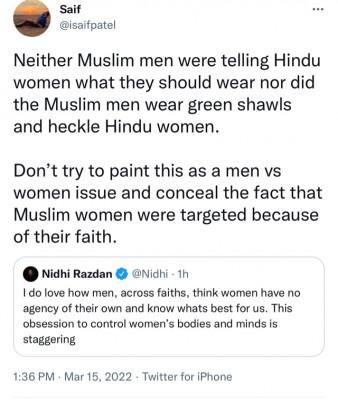 Saif
@isaifpatel
Neither Muslim men were telling Hindu
women what they should wear nor did
the Muslim men wear green shawls
and heckle Hindu women.
Don't try to paint this as a men vs
women issue and conceal the fact that
Muslim women were targeted because
of their faith.
Nidhi Razdan @Nidhi · 1h
I do love how men, across faiths, think women have no
agency of their own and know whats best for us. This
obsession to control women's bodies and minds is
staggering
1:36 PM · Mar 15, 2022 · Twitter for iPhone